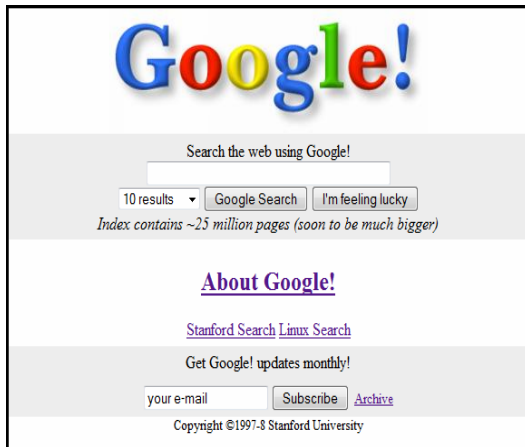 Google!
Search the web using Google!
10 results Google Search I'm feeling lucky
Index contains ~25 million pages (soon to be much bigger)
About Google!
Stanford Search Linux Search
Get Google! updates monthly!
your e-mail Subscribe Archive
Copyright ©1997-8 Stanford University